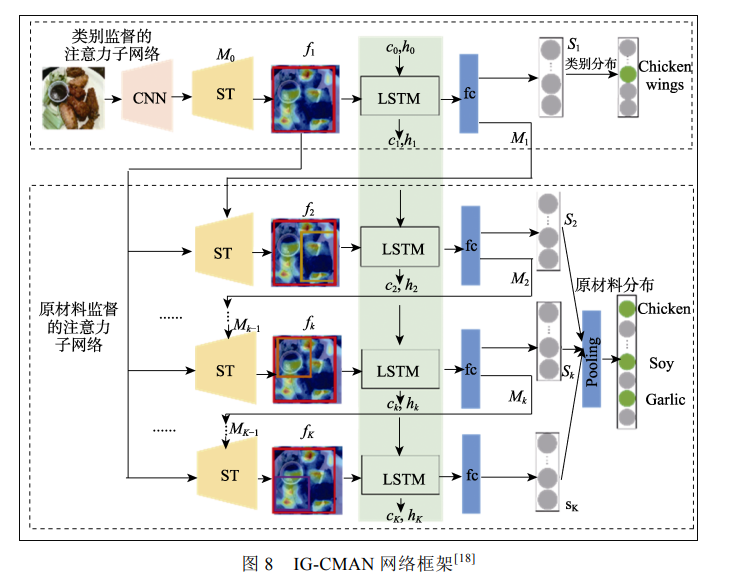 类别监督的
注意力子网络
M0
f1
c0,h0
S1
类别分布
Chicken
wings
CNN
ST
LSTM
fc
c1,h1
M1
f2
S2
ST
LSTM
fc
c2, h2
M2
原材料分布
原材料监督
的注意力
子网络
......
Mk−1
fk
ST
LSTM
fc
Sk
ck, hk
Mk
Pooling
Chicken
Soy
Garlic
......
MK−1
fK
ST
LSTM
fc
sK
cK, hK
图 8 IG-CMAN 网络框架[18]